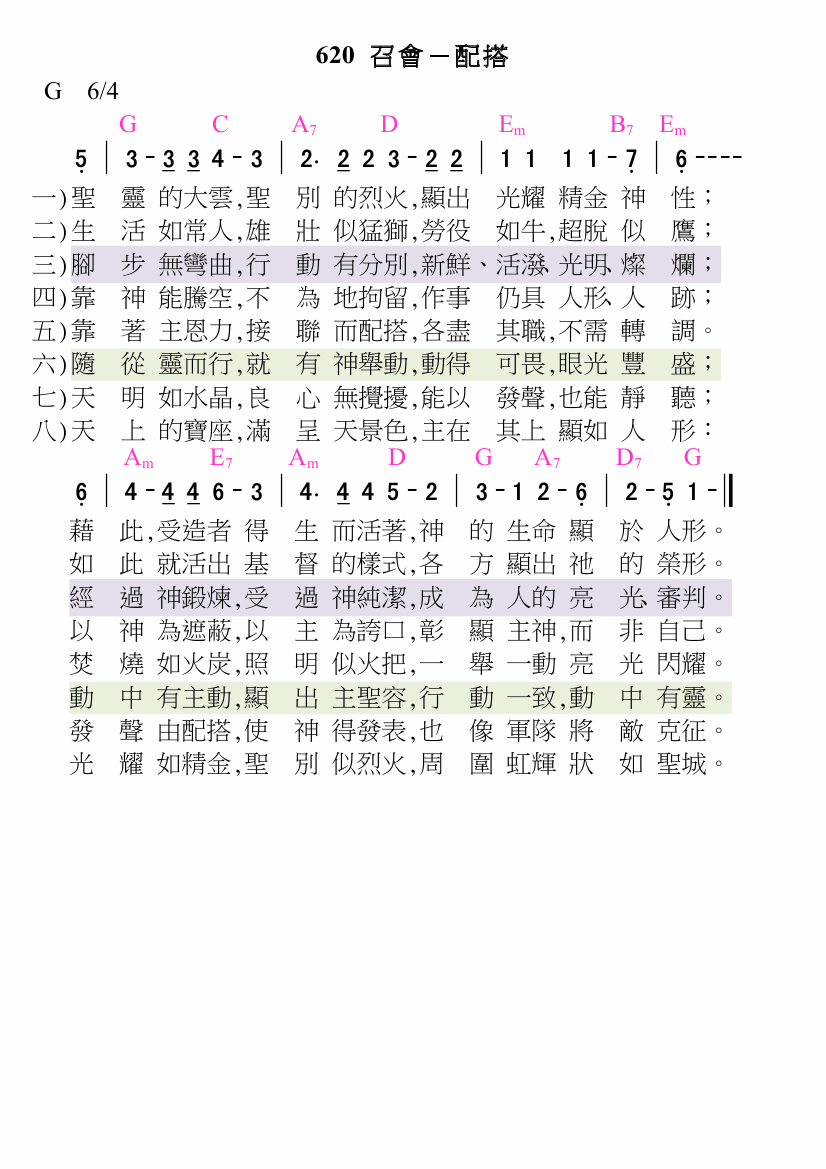 620 召會－配搭
G 6/4
G C A7 D Em B7 Em
5 | 3 - 3 3 4 - 3 | 2. 2 2 3 - 2 2 | 1 1 1 1 - 7 | 6 ----
一)聖靈的大雲,聖別的烈火,顯出光耀精金神性；
二)生活如常人,雄壯似猛獅,勞役如牛,超脫似鷹；
三)腳步無彎曲,行動有分別,新鮮、活潑、光明、燦爛；
四)靠神能騰空,不為地拘留,作事仍具人形、人跡；
五)靠著主恩力,接聯而配搭,各盡其職,不需轉調。
六)隨從靈而行,就有神舉動,動得可畏,眼光豐盛；
七)天明如水晶,良心無攪擾,能以發聲,也能靜聽；
八)天上的寶座,滿呈天景色,主在其上顯如人形：
Am E7 Am D G A7 D7 G
6 | 4 - 4 4 6 - 3 | 4. 4 4 5 - 2 | 3 - 1 2 - 6 | 2 - 5 1 - ‖
藉此,受造者得生而活著,神的生命顯於人形。
如此就活出基督的樣式,各方顯出祂的榮形。
經過神鍛煉,受過神純潔,成為人的亮光、審判。
以神為遮蔽,以主為誇口,彰顯主神,而非自己。
焚燒如火炭,照明似火把,一舉一動亮光閃耀。
動中有主動,顯出主聖容,行動一致,動中有靈。
發聲由配搭,使神得發表,也像軍隊將敵克征。
光耀如精金,聖別似烈火,周圍虹輝狀如聖城。